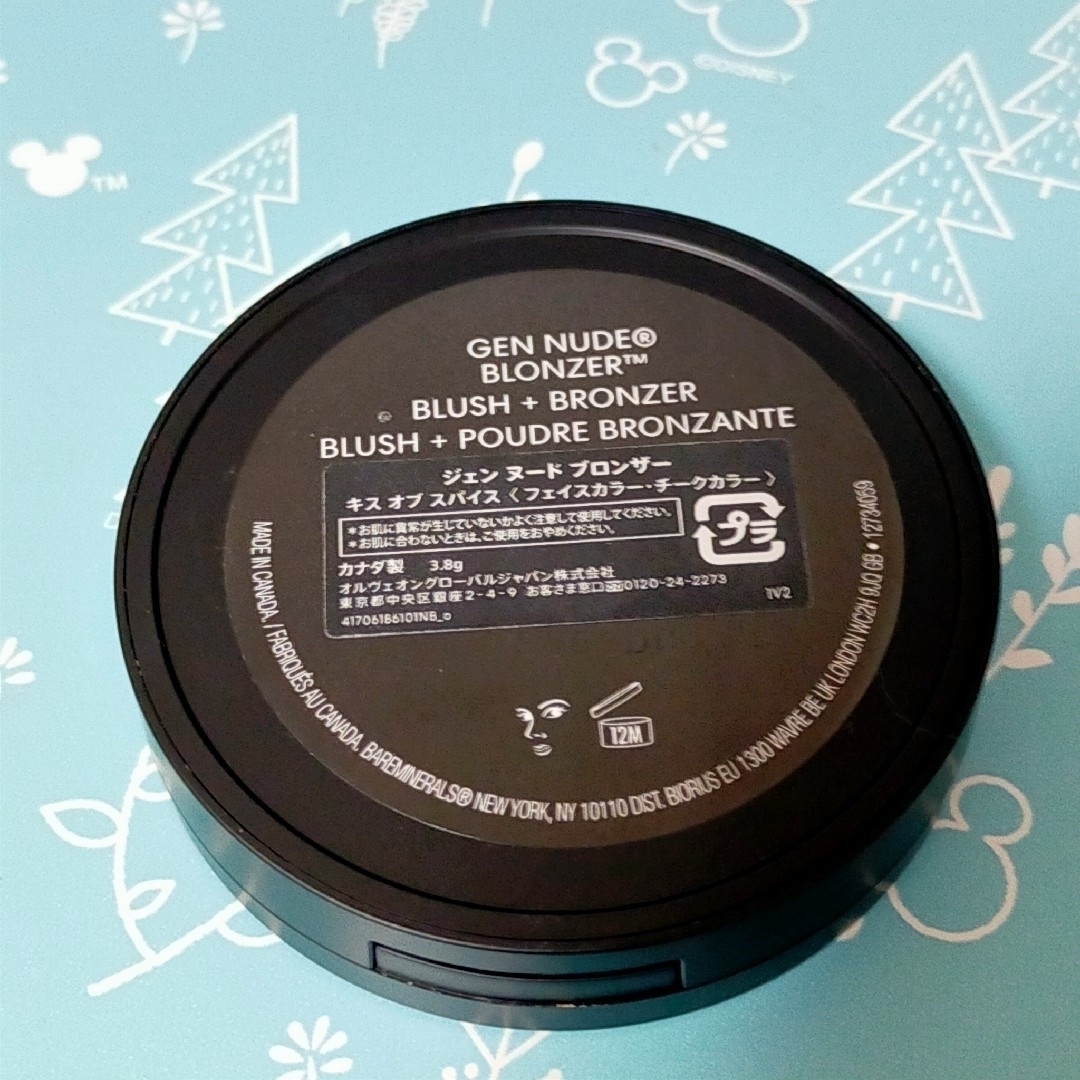 DISNEY
TM
GEN NUDE®
BLONZER™
BLUSH + BRONZER
BLUSH + POUDRE BRONZANTE
ジェン ヌード ブロンザー
キス オブ スパイス〈フェイスカラー・チークカラー〉
*お肌に異常が生じていないかよく注意して使用してください。
*お肌に合わないときは、ご使用をおやめください。
プラ
カナダ製 3.8g
オルヴェオングローバルジャパン株式会社
東京都中央区銀座2-4-9 お客さま窓口 0120-24-2273
1V2
41706186101NB
12M
MADE IN CANADA. / FABRIQUÉS AU CANADA. BAREMINERALS® NEW YORK, NY 10110 DIST. BIORIUS EU 1300 WAVRE BE UK LONDON WC2H 9JQ GB • 12734059